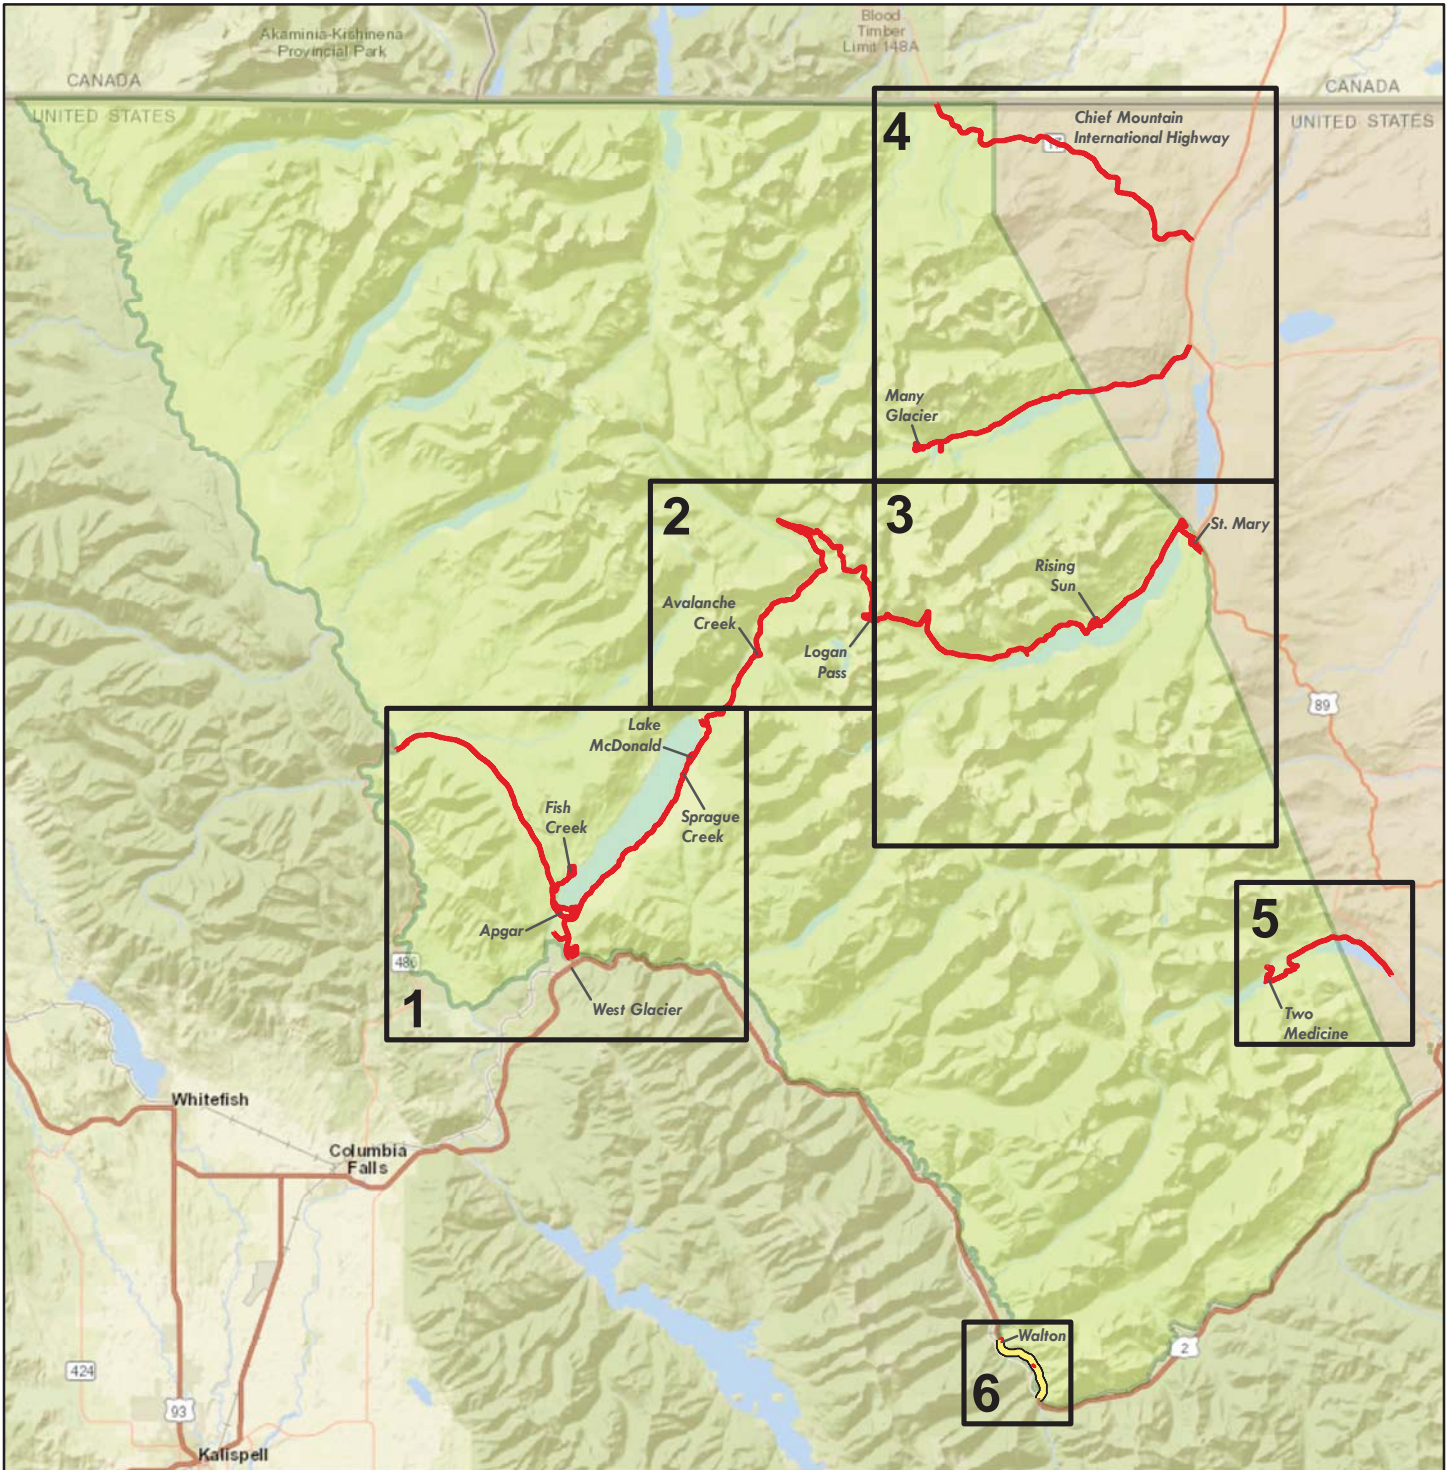 Akaminia-Kishinena
Provincial Park
Blood
Timber
Limit 148A
CANADA
CANADA
UNITED STATES
UNITED STATES
4
Chief Mountain
International Highway
17
Many
Glacier
2
3
St. Mary
Rising
Sun
Avalanche
Creek
Logan
Pass
89
Lake
McDonald
Fish
Creek
Sprague
Creek
Apgar
486
1
West Glacier
5
Two
Medicine
Whitefish
Columbia
Falls
Walton
2
6
424
93
Kalispell